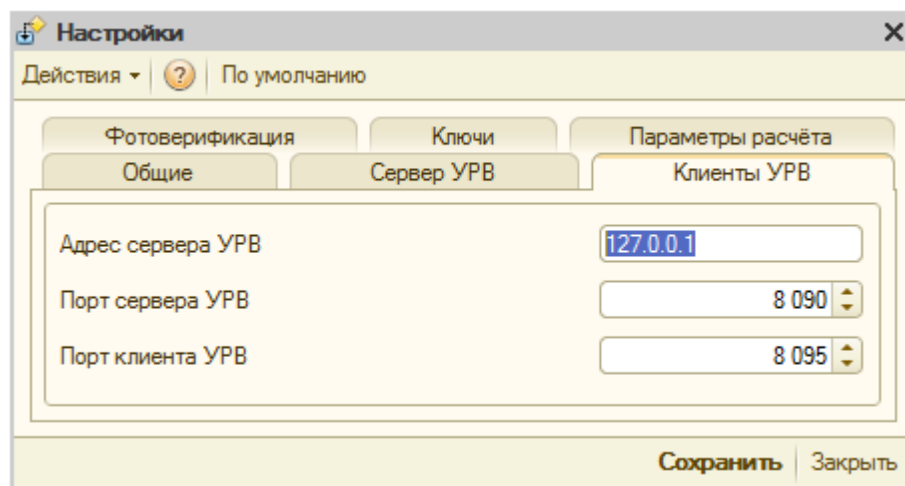 Настройки
Действия ? По умолчанию
Фотоверификация Ключи Параметры расчёта
Общие Сервер УРВ Клиенты УРВ
Адрес сервера УРВ 127.0.0.1
Порт сервера УРВ 8 090
Порт клиента УРВ 8 095
Сохранить Закрыть